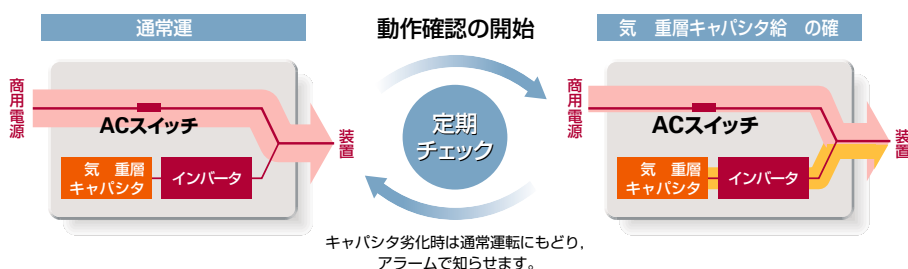 通常運
動作確認の開始
気　重層キャパシタ給　の確
商用電源
ACスイッチ
気　重層
キャパシタ
インバータ
装置
定期
チェック
商用電源
ACスイッチ
気　重層
キャパシタ
インバータ
装置
キャパシタ劣化時は通常運転にもどり，
アラームで知らせます。